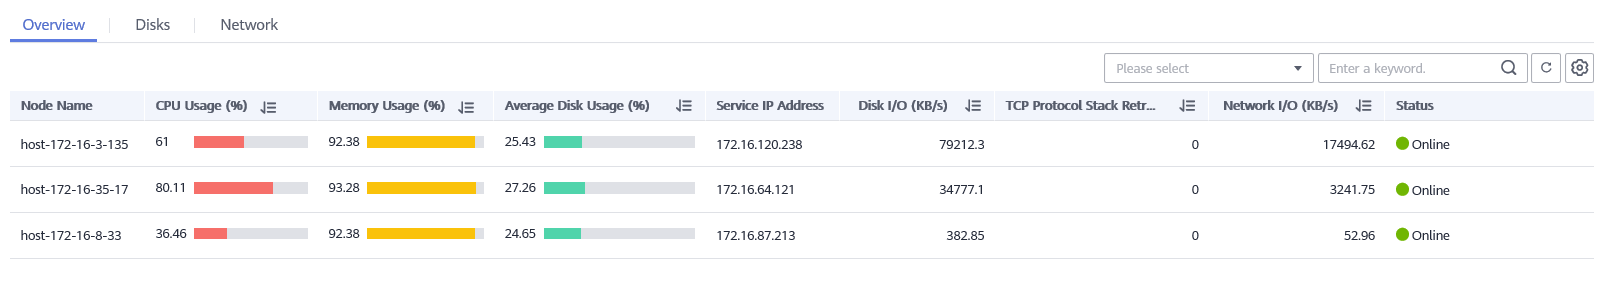 Overview Disks Network
Please select Enter a keyword.
Node Name CPU Usage (%) Memory Usage (%) Average Disk Usage (%) Service IP Address Disk I/O (KB/s) TCP Protocol Stack Retr... Network I/O (KB/s) Status
host-172-16-3-135 61 92.38 25.43 172.16.120.238 79212.3 0 17494.62 Online
host-172-16-35-17 80.11 93.28 27.26 172.16.64.121 34777.1 0 3241.75 Online
host-172-16-8-33 36.46 92.38 24.65 172.16.87.213 382.85 0 52.96 Online